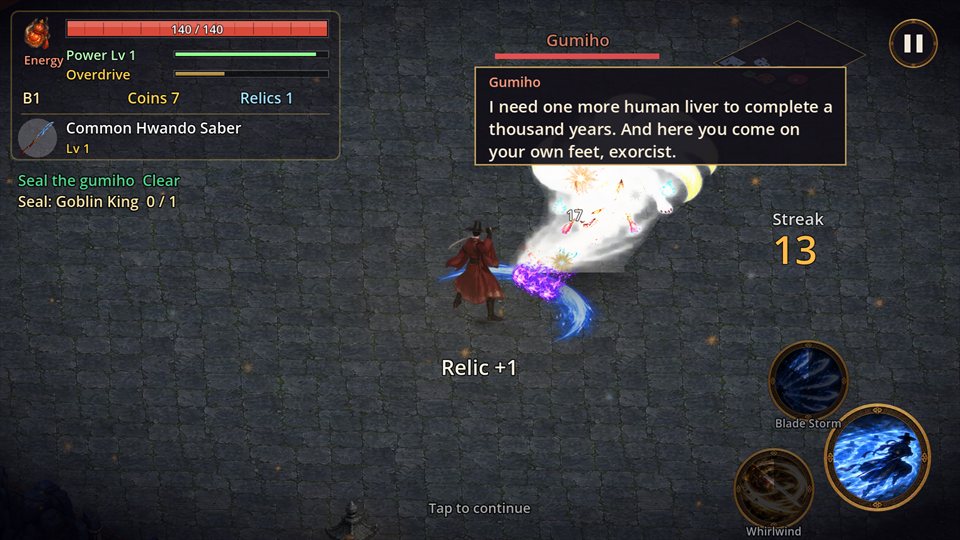 140 / 140
Energy
Power Lv 1
Overdrive
B1
Coins 7
Relics 1
Common Hwando Saber
Lv 1
Seal the gumiho Clear
Seal: Goblin King 0 / 1
Gumiho
Gumiho
I need one more human liver to complete a
thousand years. And here you come on
your own feet, exorcist.
17
Streak
13
Relic +1
Blade Storm
Tap to continue
Whirlwind